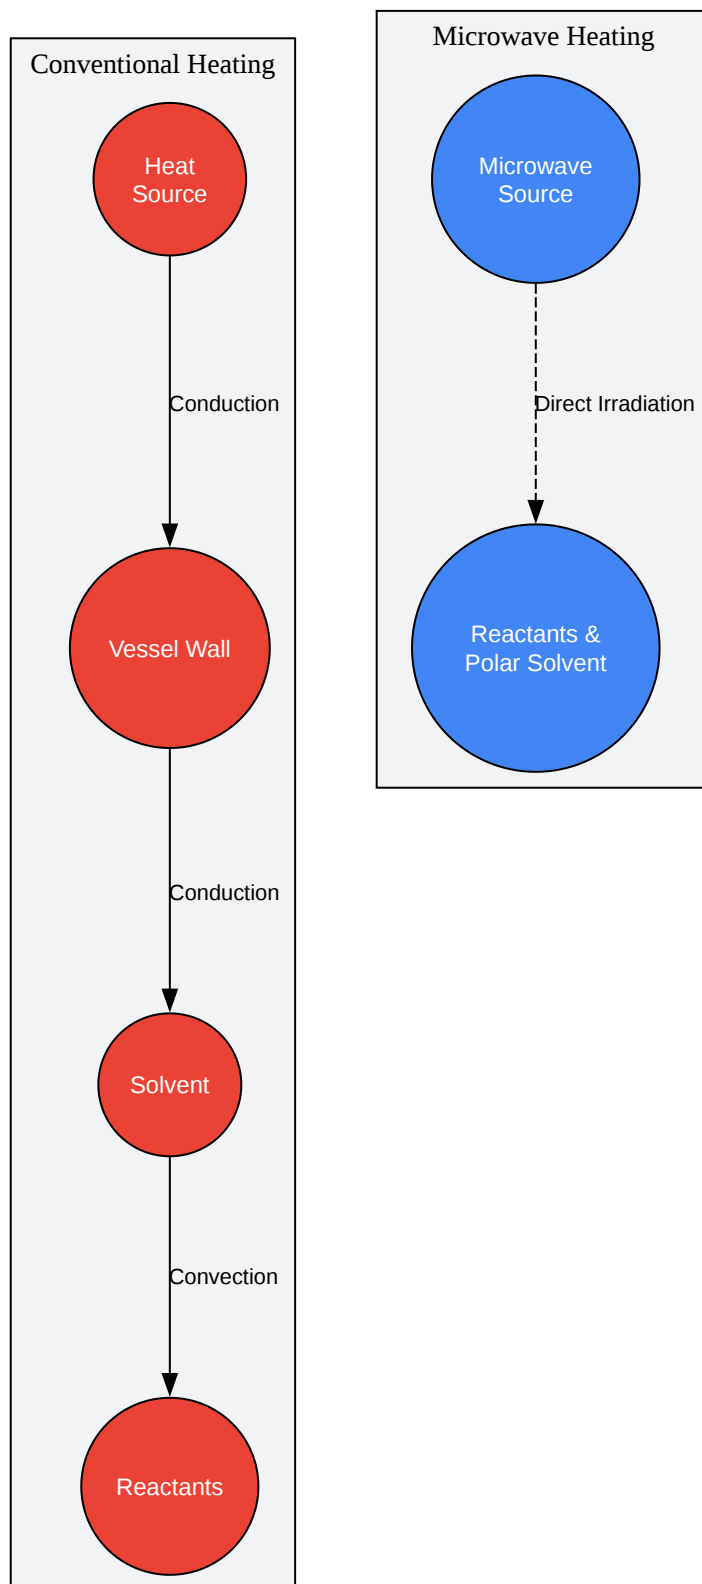 Conventional Heating
Heat
Source
Conduction
Vessel Wall
Conduction
Solvent
Convection
Reactants
Microwave Heating
Microwave
Source
Direct Irradiation
Reactants &
Polar Solvent